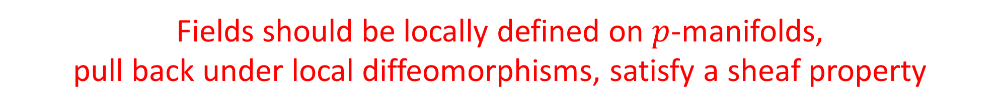 Fields should be locally defined on 𝑝-manifolds,
pull back under local diffeomorphisms, satisfy a sheaf property